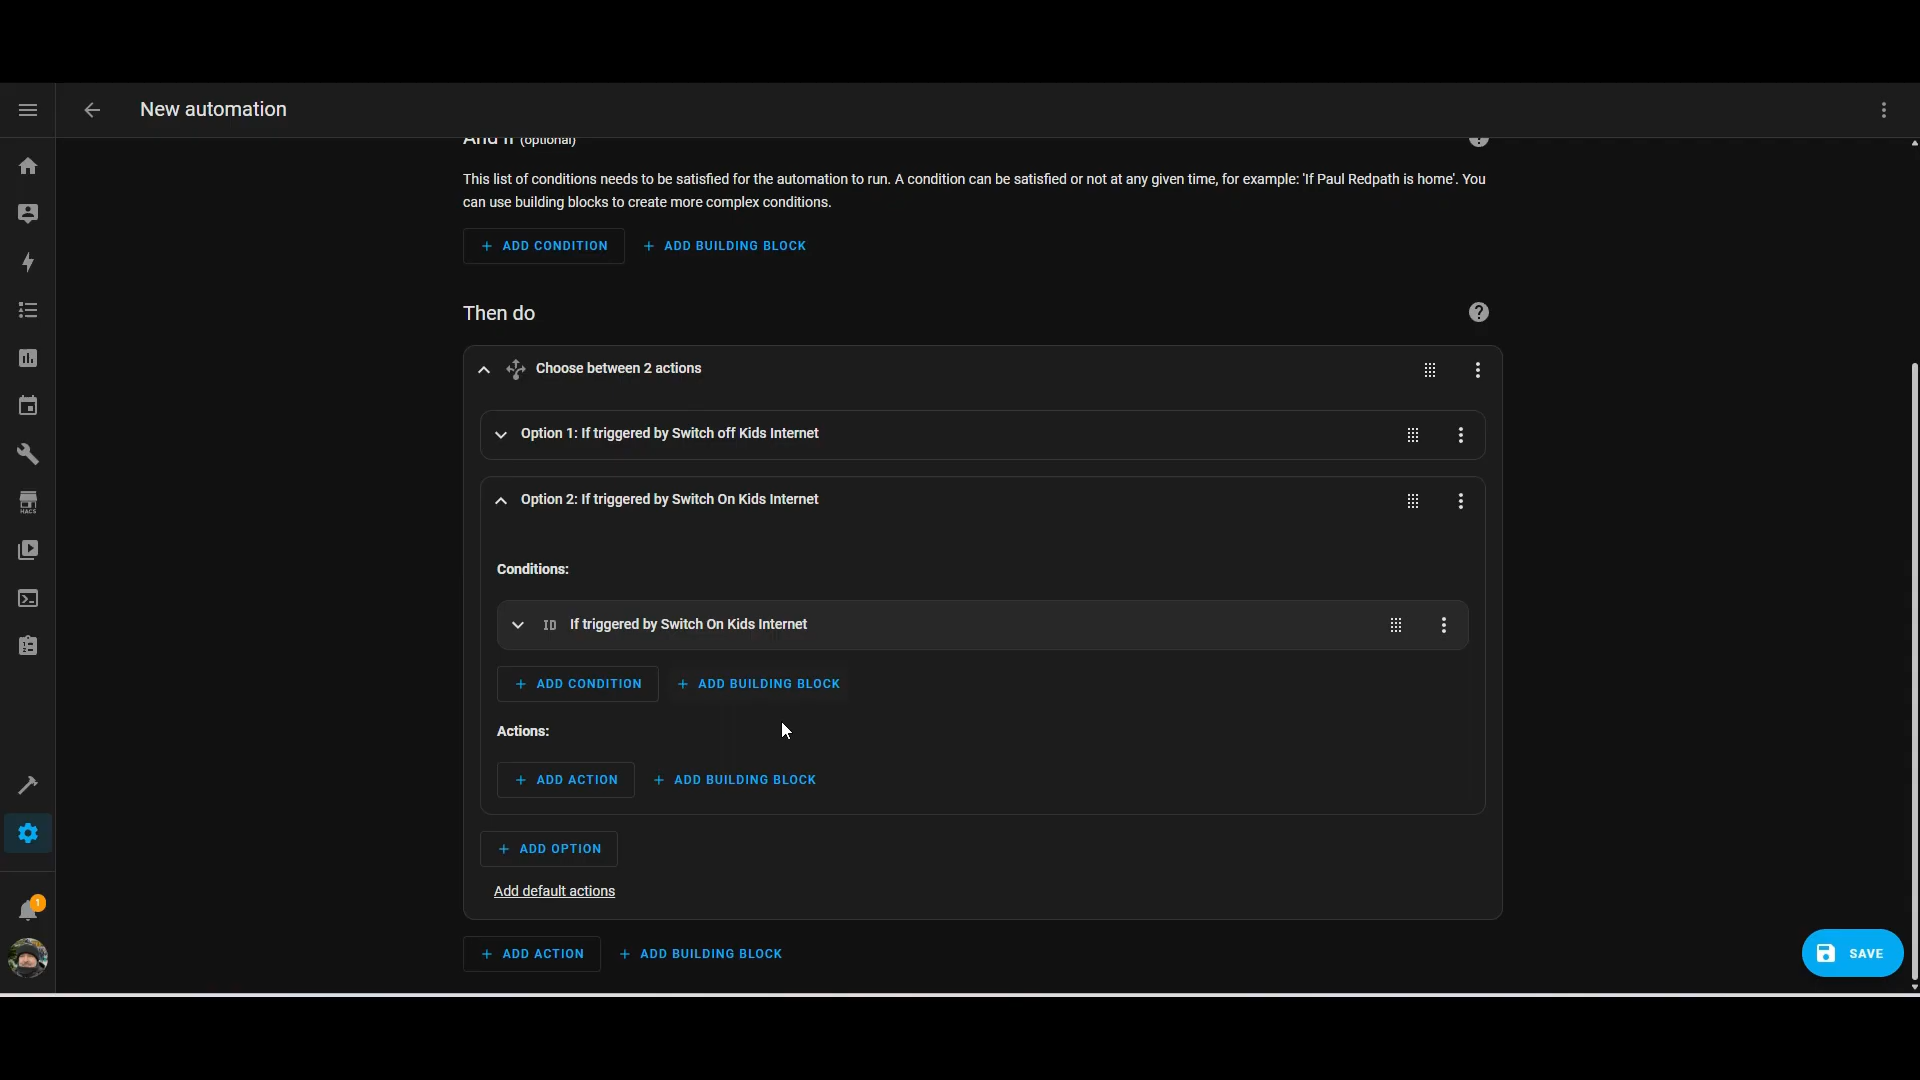 New automation
And if (optional)
This list of conditions needs to be satisfied for the automation to run. A condition can be satisfied or not at any given time, for example: 'If Paul Redpath is home'. You
can use building blocks to create more complex conditions.
+ ADD CONDITION + ADD BUILDING BLOCK
Then do
Choose between 2 actions
Option 1: If triggered by Switch off Kids Internet
Option 2: If triggered by Switch On Kids Internet
Conditions:
ID If triggered by Switch On Kids Internet
+ ADD CONDITION + ADD BUILDING BLOCK
Actions:
+ ADD ACTION + ADD BUILDING BLOCK
+ ADD OPTION
Add default actions
+ ADD ACTION + ADD BUILDING BLOCK
SAVE
HACS
1